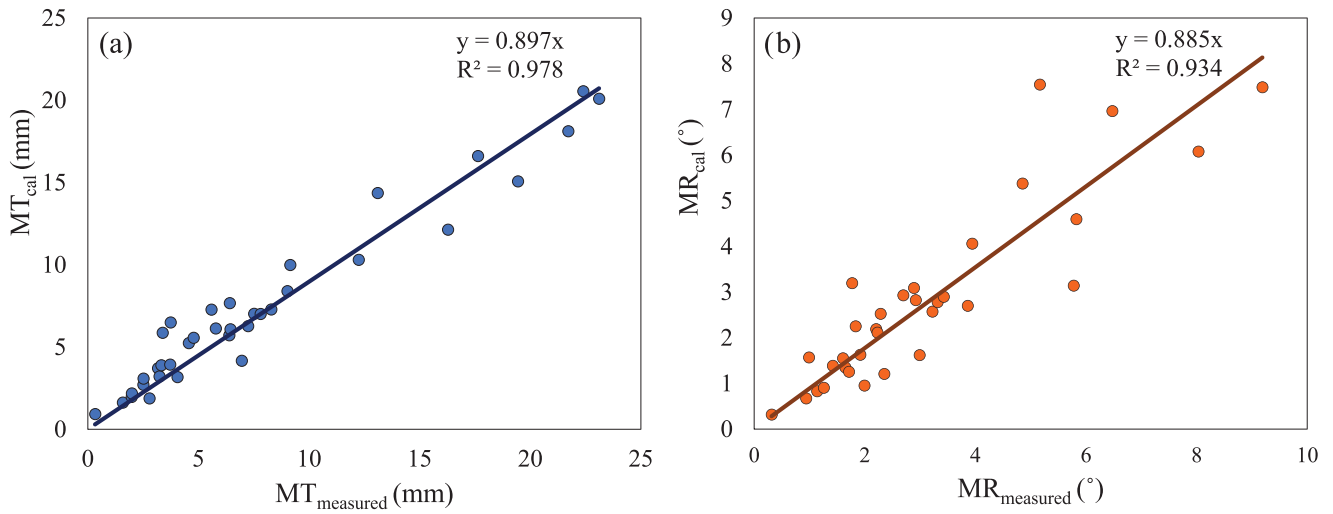 (a)
y = 0.897x
R² = 0.978
25
20
15
10
5
0
MTcal (mm)
0 5 10 15 20 25
MTmeasured (mm)
(b)
y = 0.885x
R² = 0.934
9
8
7
6
5
4
3
2
1
0
MRcal (°)
0 2 4 6 8 10
MRmeasured (°)